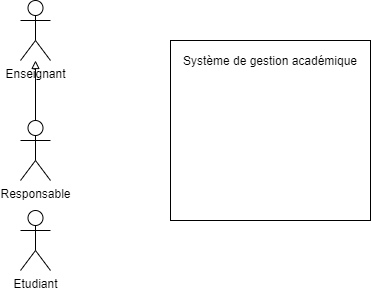 Système de gestion académique
Enseignant
Responsable
Etudiant